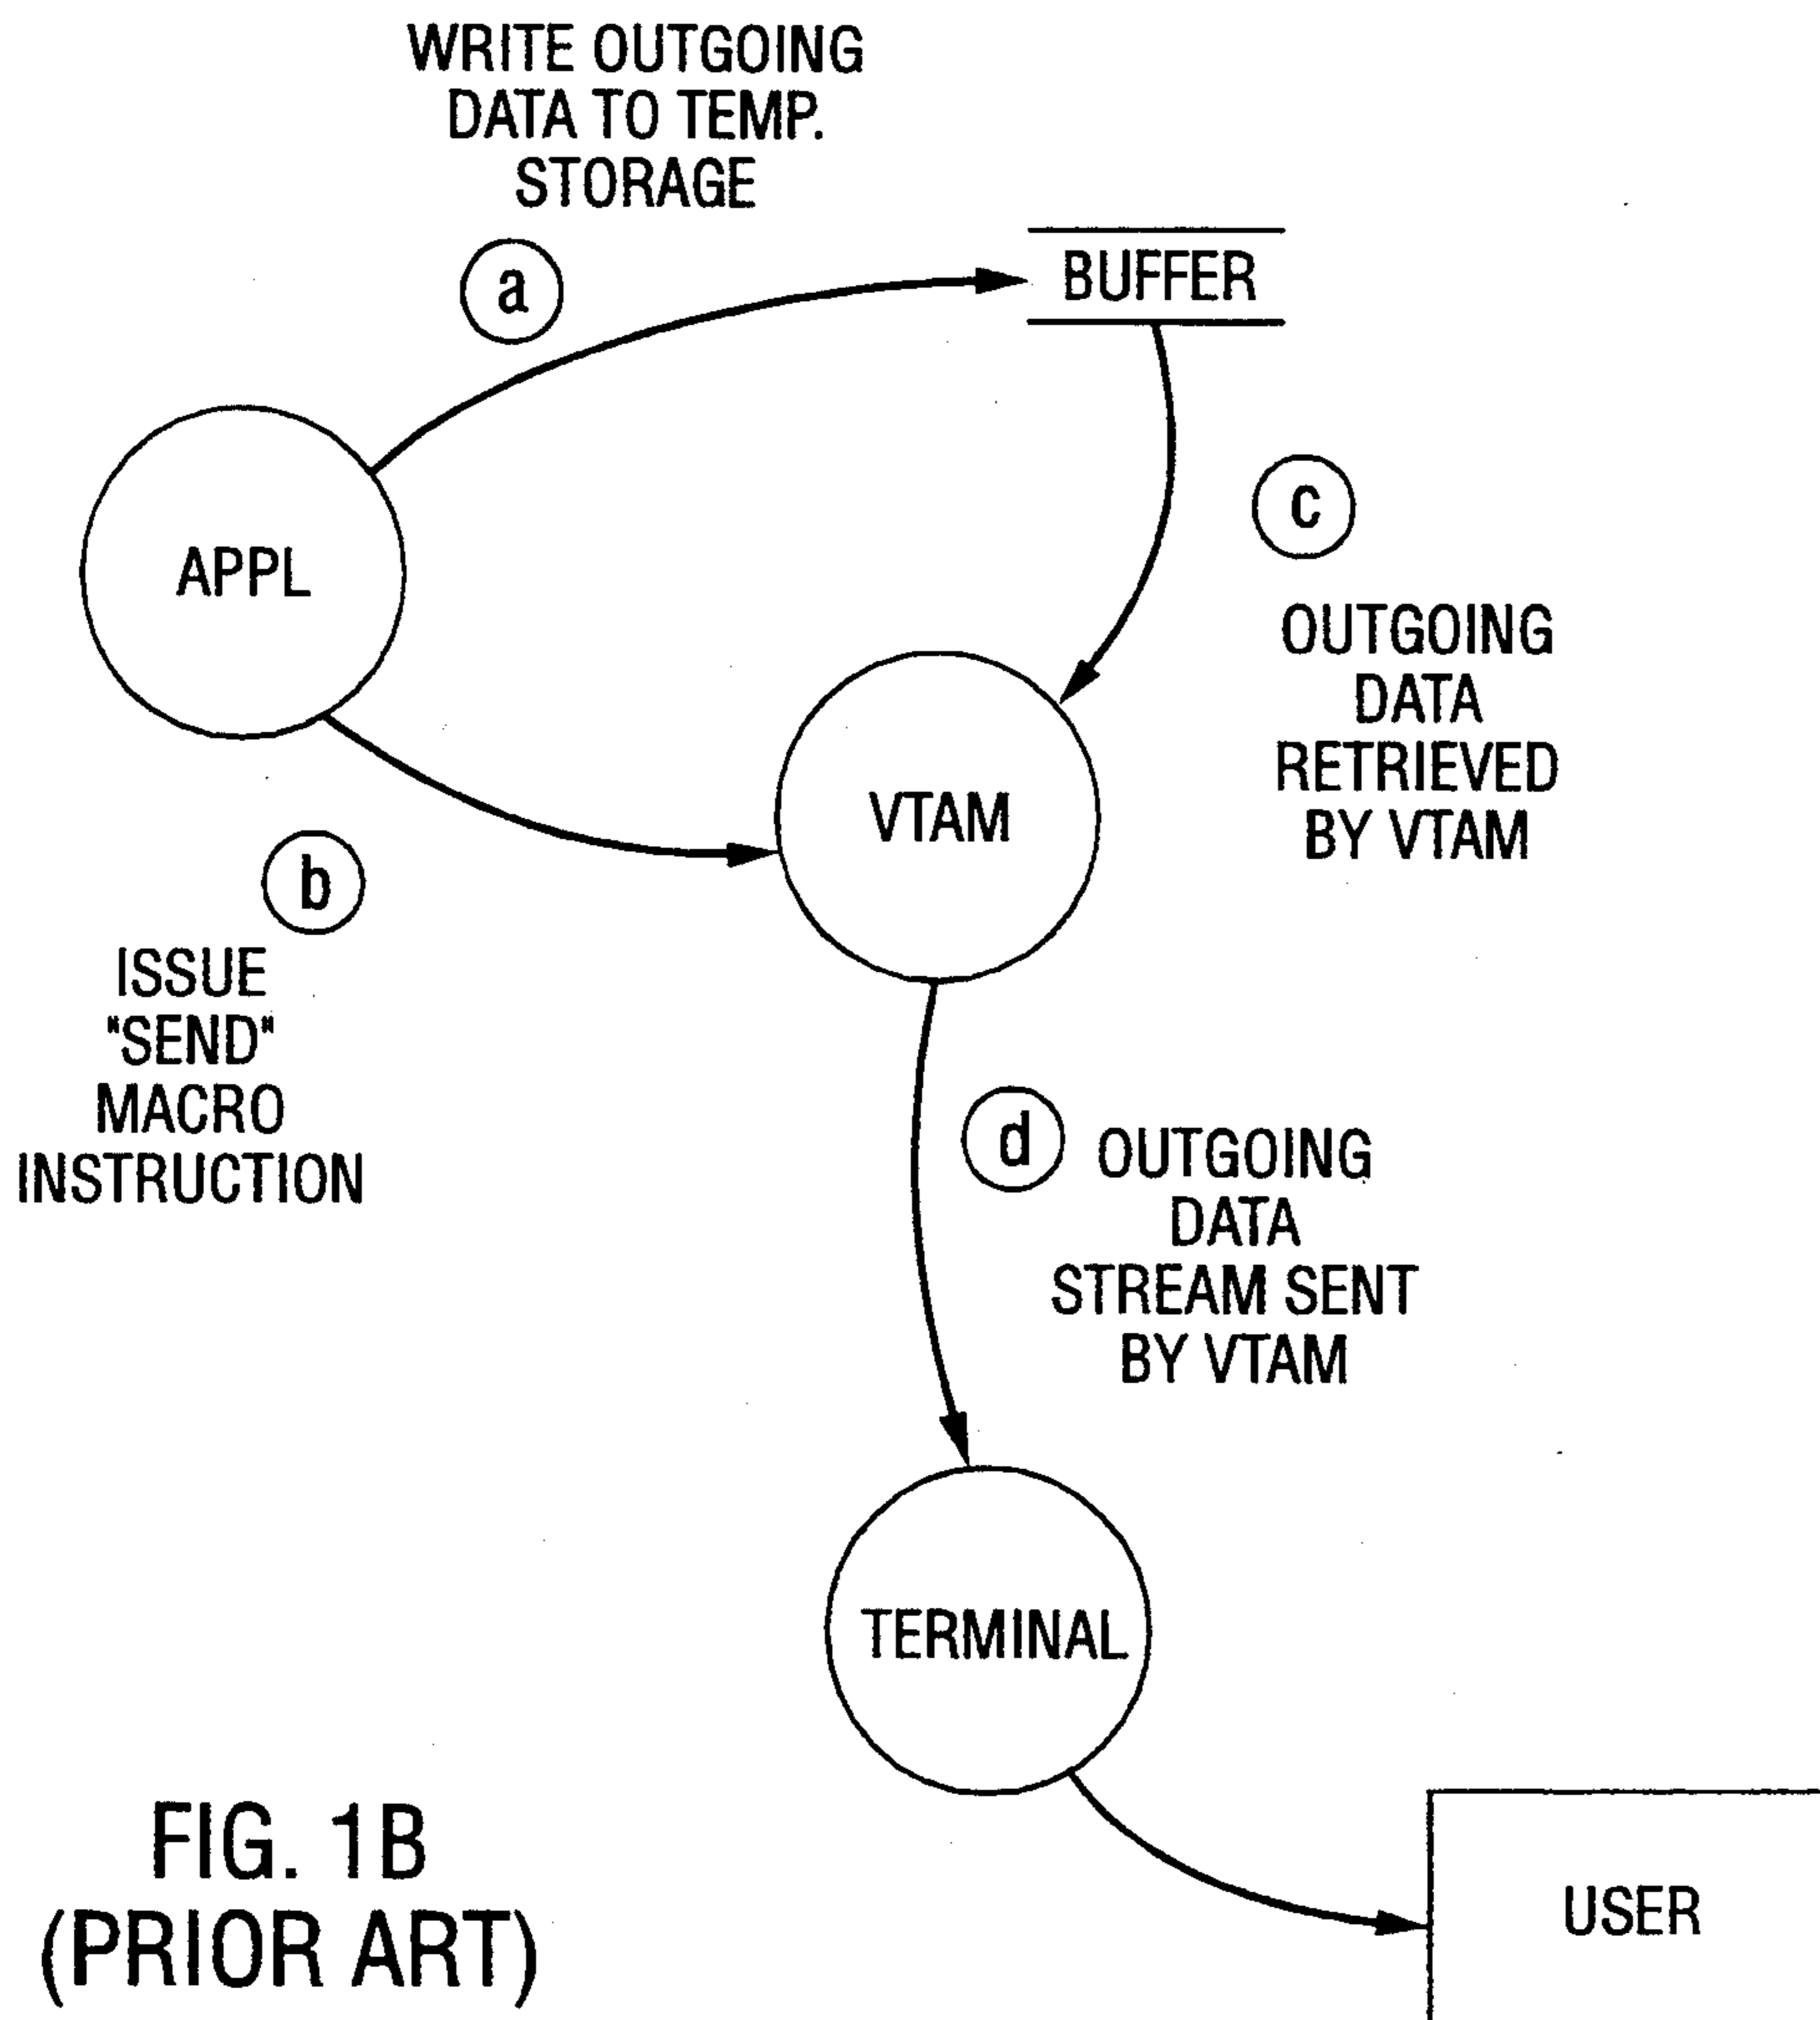 WRITE OUTGOING
DATA TO TEMP.
STORAGE
a
BUFFER
APPL
c
OUTGOING
DATA
RETRIEVED
BY VTAM
VTAM
b
ISSUE
"SEND"
MACRO
INSTRUCTION
d
OUTGOING
DATA
STREAM SENT
BY VTAM
TERMINAL
USER
FIG. 1B
(PRIOR ART)